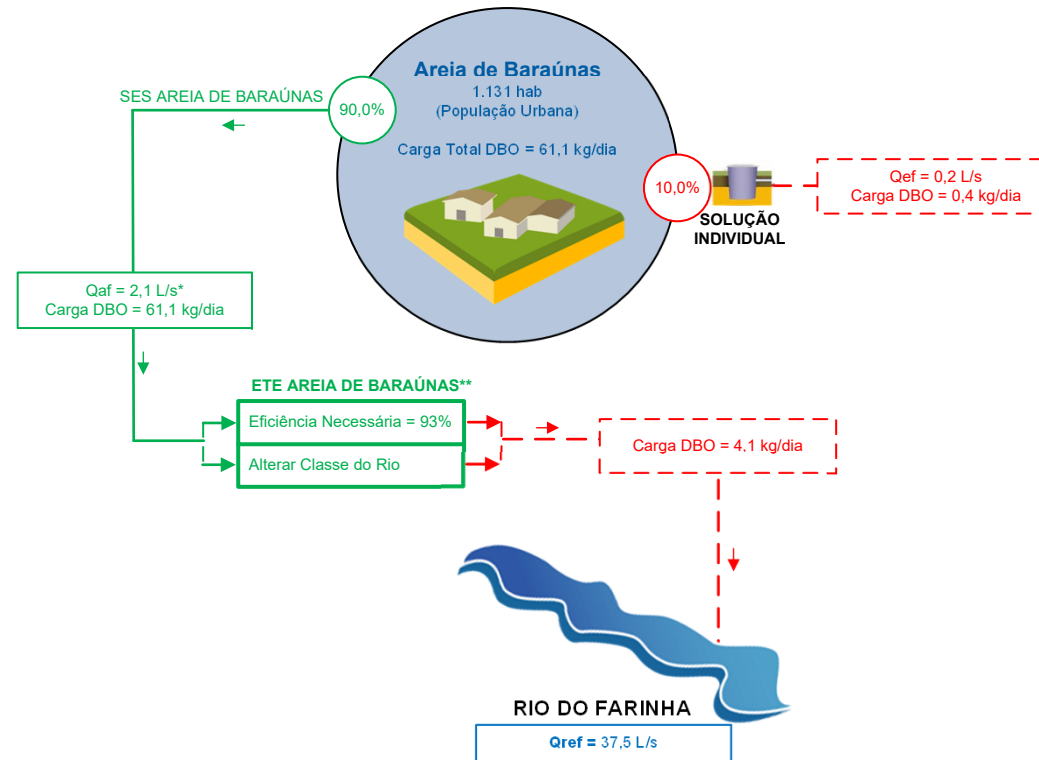 Areia de Baraúnas
1.131 hab
(População Urbana)
Carga Total DBO = 61,1 kg/dia
SES AREIA DE BARAÚNAS
90,0%
10,0%
SOLUÇÃO
INDIVIDUAL
Qef = 0,2 L/s
Carga DBO = 0,4 kg/dia
Qaf = 2,1 L/s*
Carga DBO = 61,1 kg/dia
ETE AREIA DE BARAÚNAS**
Eficiência Necessária = 93%
Alterar Classe do Rio
Carga DBO = 4,1 kg/dia
RIO DO FARINHA
Qref = 37,5 L/s